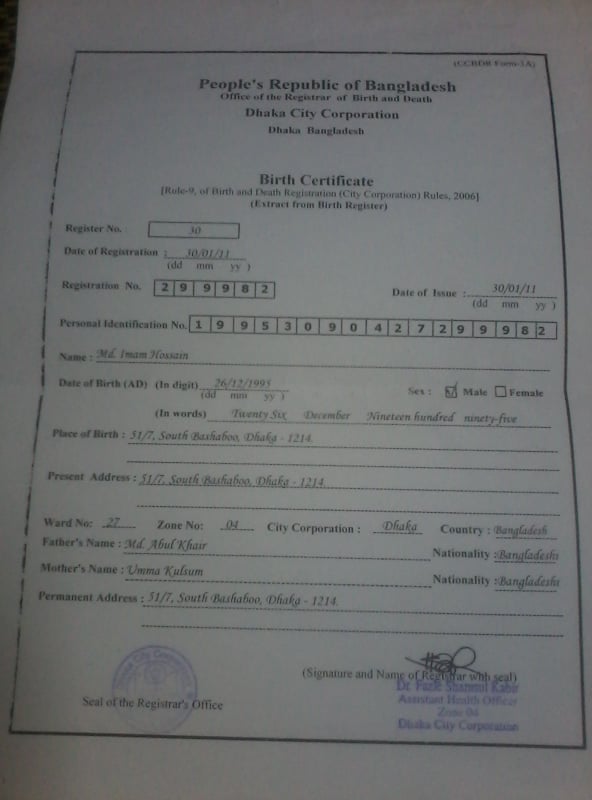 (CCBDR Form-3A)
People's Republic of Bangladesh
Office of the Registrar of Birth and Death
Dhaka City Corporation
Dhaka Bangladesh
Birth Certificate
[Rule-9, of Birth and Death Registration (City Corporation) Rules, 2006]
(Extract from Birth Register)
Register No. 30
Date of Registration : 30/01/11
(dd mm yy )
Registration No. 2 9 9 9 8 2
Date of Issue : 30/01/11
(dd mm yy )
Personal Identification No. 1 9 9 5 3 0 9 0 4 2 7 2 9 9 9 8 2
Name : Md. Imam Hossain
Date of Birth (AD) (In digit) 26/12/1995
(dd mm yy )
Sex : Male Female
(In words) Twenty Six December Nineteen hundred ninety-five
Place of Birth : 51/7, South Bashaboo, Dhaka - 1214.
Present Address : 51/7, South Bashaboo, Dhaka - 1214.
Ward No: 27 Zone No: 04 City Corporation : Dhaka Country : Bangladesh
Father's Name : Md. Abul Khair Nationality : Bangladeshi
Mother's Name : Umma Kulsum Nationality : Bangladeshi
Permanent Address : 51/7, South Bashaboo, Dhaka - 1214.
(Signature and Name of Registrar with seal)
Dr. Fazle Shamsul Kabir
Assistant Health Officer
Zone 04
Dhaka City Corporation
Seal of the Registrar's Office